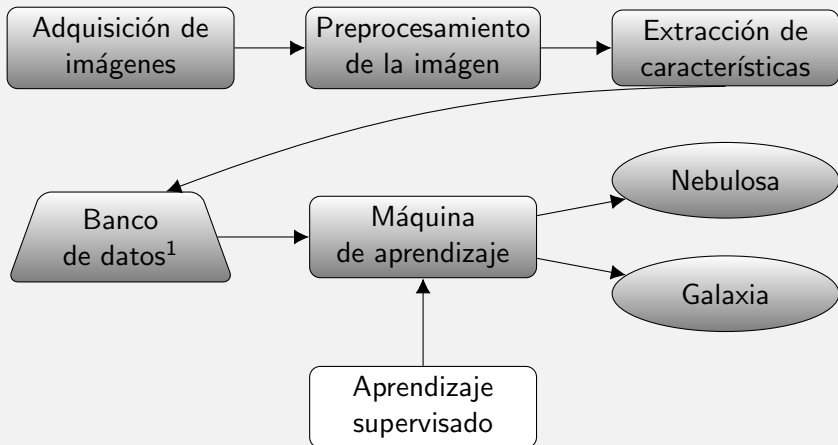 Adquisición de
imágenes
Preprocesamiento
de la imágen
Extracción de
características
Banco
de datos¹
Máquina
de aprendizaje
Nebulosa
Galaxia
Aprendizaje
supervisado